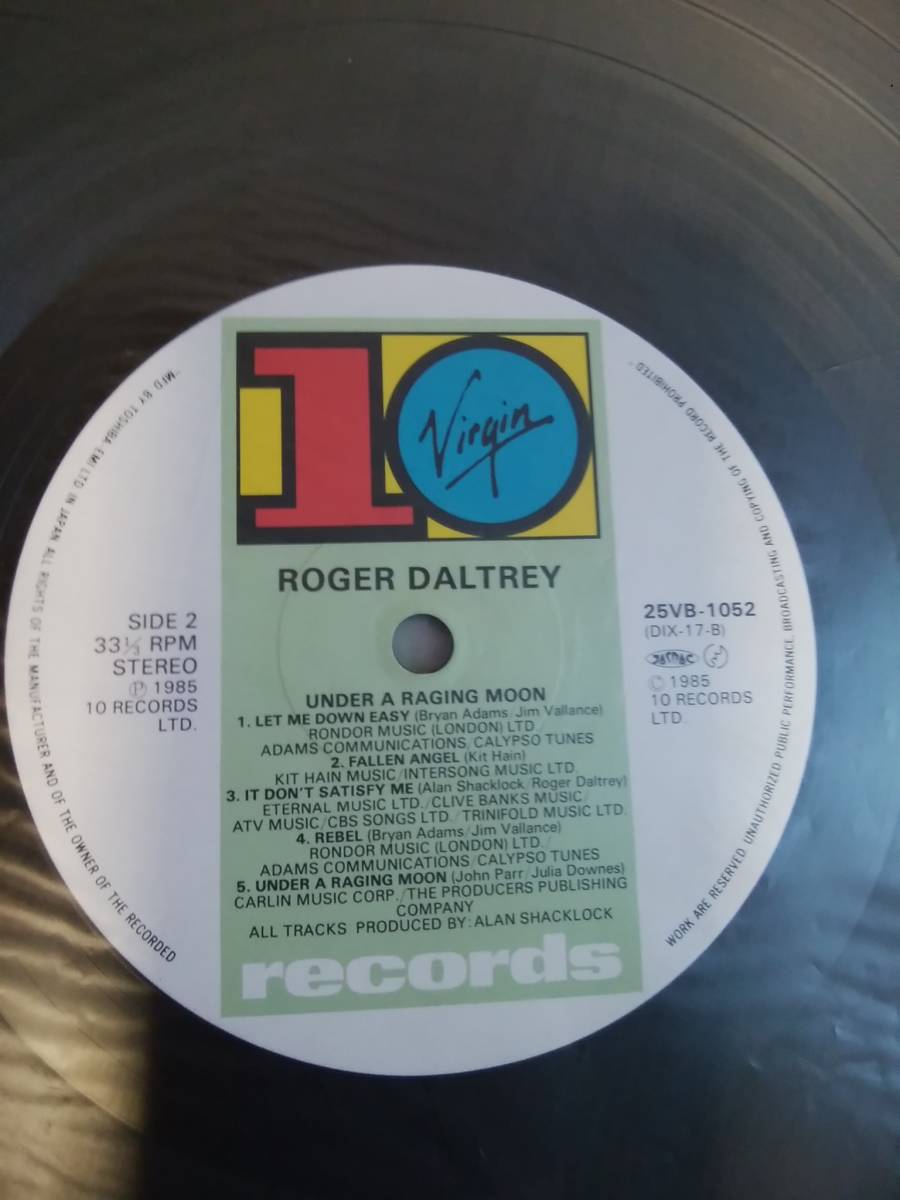 10
Virgin
ROGER DALTREY
SIDE 2
33⅓ RPM
STEREO
Ⓟ 1985
10 RECORDS
LTD.
25VB-1052
(DIX-17-B)
JASRAC
© 1985
10 RECORDS
LTD.
UNDER A RAGING MOON
1. LET ME DOWN EASY (Bryan Adams/Jim Vallance)
RONDOR MUSIC (LONDON) LTD./
ADAMS COMMUNICATIONS/CALYPSO TUNES
2. FALLEN ANGEL (Kit Hain)
KIT HAIN MUSIC/INTERSONG MUSIC LTD.
3. IT DON'T SATISFY ME (Alan Shacklock/Roger Daltrey)
ETERNAL MUSIC LTD./CLIVE BANKS MUSIC/
ATV MUSIC/CBS SONGS LTD./TRINIFOLD MUSIC LTD.
4. REBEL (Bryan Adams/Jim Vallance)
RONDOR MUSIC (LONDON) LTD./
ADAMS COMMUNICATIONS/CALYPSO TUNES
5. UNDER A RAGING MOON (John Parr/Julia Downes)
CARLIN MUSIC CORP./THE PRODUCERS PUBLISHING
COMPANY
ALL TRACKS PRODUCED BY: ALAN SHACKLOCK
records
"MFD BY TOSHIBA EMI LTD IN JAPAN ALL RIGHTS OF THE MANUFACTURER AND OF THE OWNER OF THE RECORDED
WORK ARE RESERVED UNAUTHORIZED PUBLIC PERFORMANCE, BROADCASTING AND COPYING OF THE RECORD PROHIBITED"